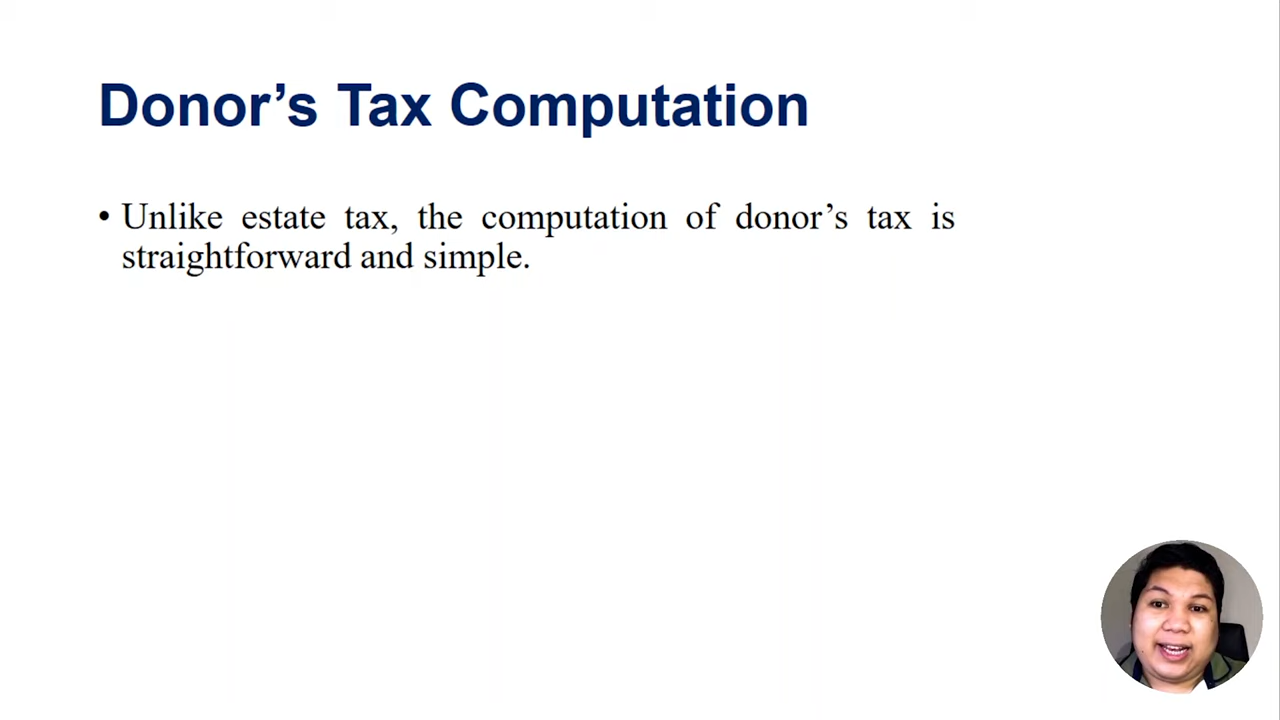 Donor’s Tax Computation
• Unlike estate tax, the computation of donor’s tax is
straightforward and simple.